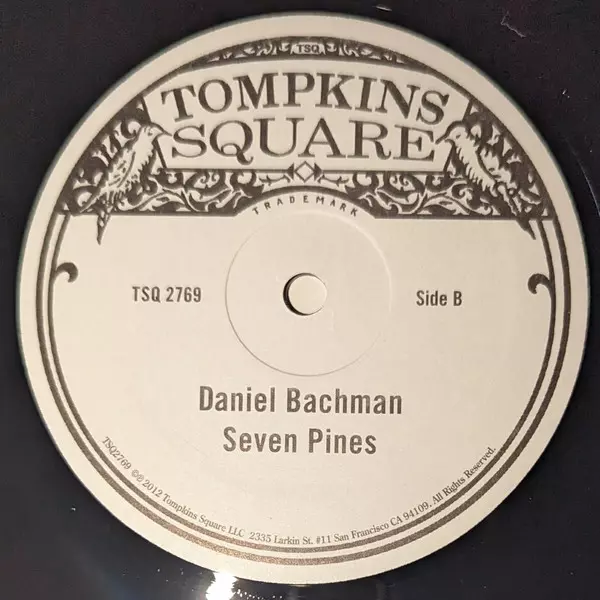 TSQ
TOMPKINS
SQUARE
TRADEMARK
TSQ 2769
Side B
Daniel Bachman
Seven Pines
TSQ2769 ©℗ 2012 Tompkins Square LLC 2335 Larkin St. #11 San Francisco CA 94109. All Rights Reserved.